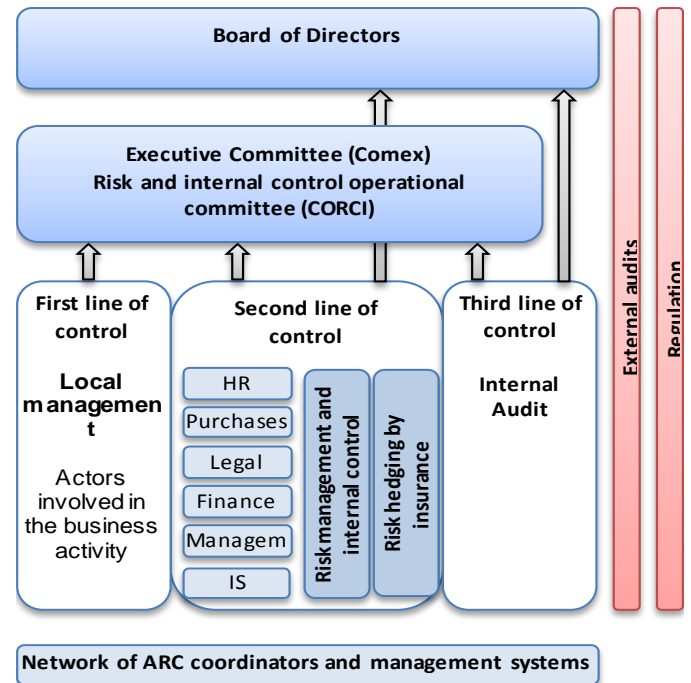 Board of Directors
Executive Committee (Comex)
Risk and internal control operational
committee (CORCI)
First line of
control
Local
managemen
t
Actors
involved in
the business
activity
Second line of
control
HR
Purchases
Legal
Finance
Managem
IS
Risk management and
internal control
Risk hedging by
insurance
Third line of
control
Internal
Audit
External audits
Regulation
Network of ARC coordinators and management systems